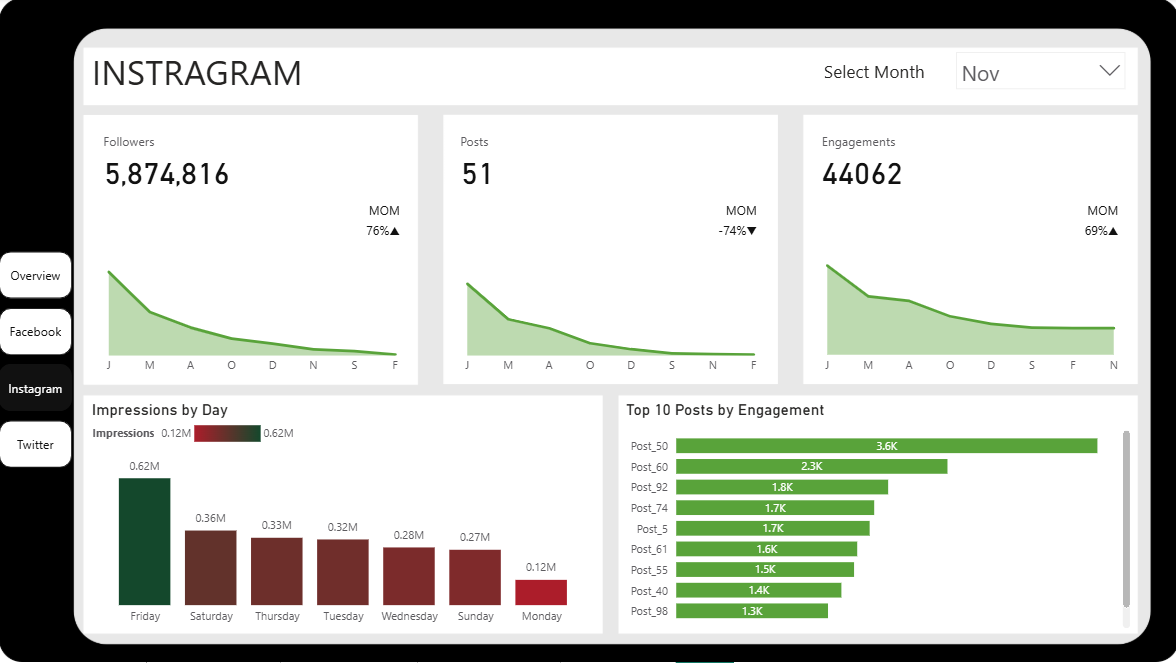 INSTRAGRAM
Select Month
Nov
Followers
5,874,816
MOM
76%▲
J M A O D N S F
Posts
51
MOM
-74%▼
J M A O D S N F
Engagements
44062
MOM
69%▲
J M A O D S F N
Overview
Facebook
Instagram
Twitter
Impressions by Day
Impressions 0.12M 0.62M
0.62M 0.36M 0.33M 0.32M 0.28M 0.27M 0.12M
Friday Saturday Thursday Tuesday Wednesday Sunday Monday
Top 10 Posts by Engagement
Post_50 3.6K
Post_60 2.3K
Post_92 1.8K
Post_74 1.7K
Post_5 1.7K
Post_61 1.6K
Post_55 1.5K
Post_40 1.4K
Post_98 1.3K